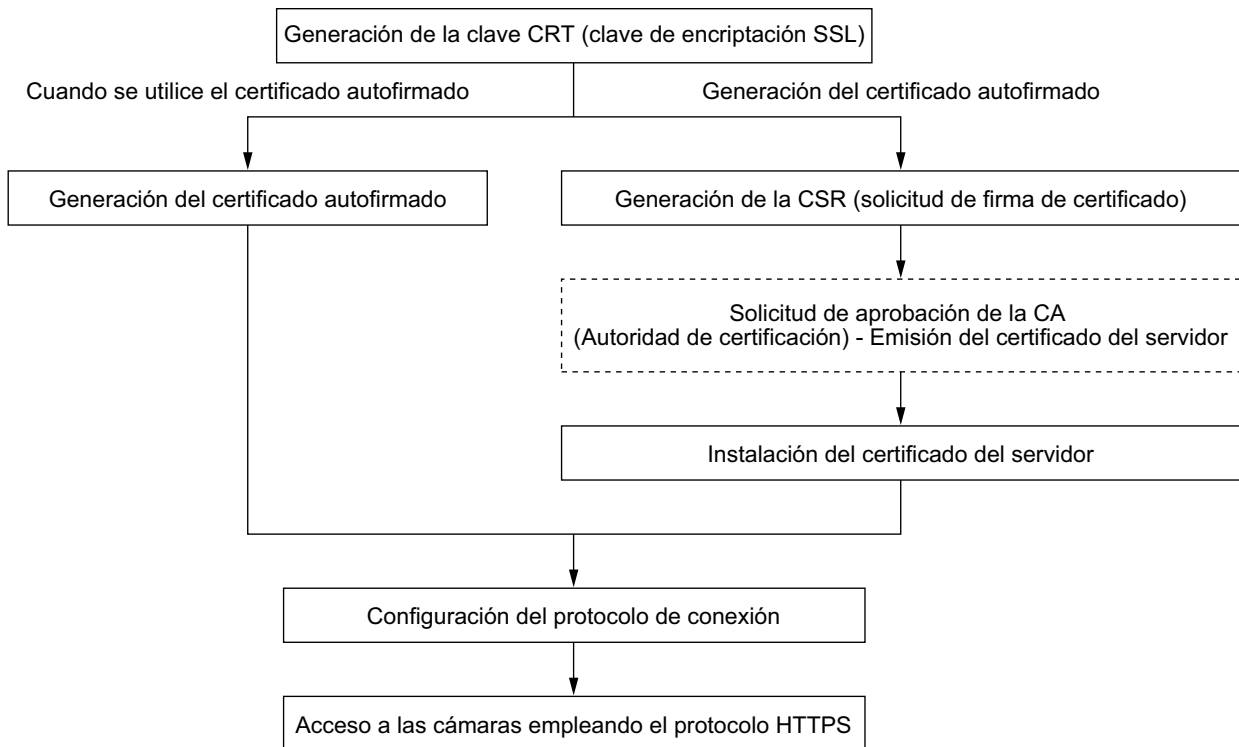 Generación de la clave CRT (clave de encriptación SSL)
Cuando se utilice el certificado autofirmado
Generación del certificado autofirmado
Generación del certificado autofirmado
Generación de la CSR (solicitud de firma de certificado)
Solicitud de aprobación de la CA
(Autoridad de certificación) - Emisión del certificado del servidor
Instalación del certificado del servidor
Configuración del protocolo de conexión
Acceso a las cámaras empleando el protocolo HTTPS